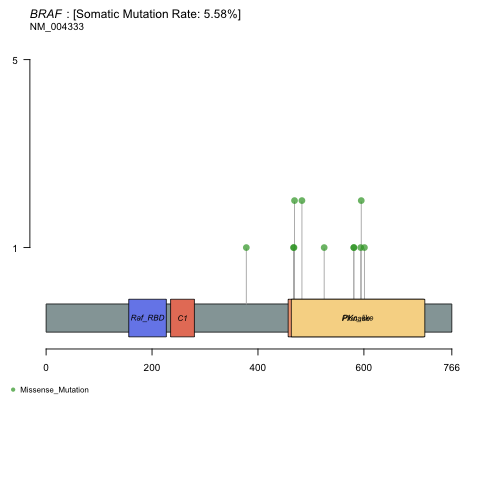 BRAF : [Somatic Mutation Rate: 5.58%]
NM_004333
5
1
Raf_RBD
C1
0
200
400
600
766
Missense_Mutation